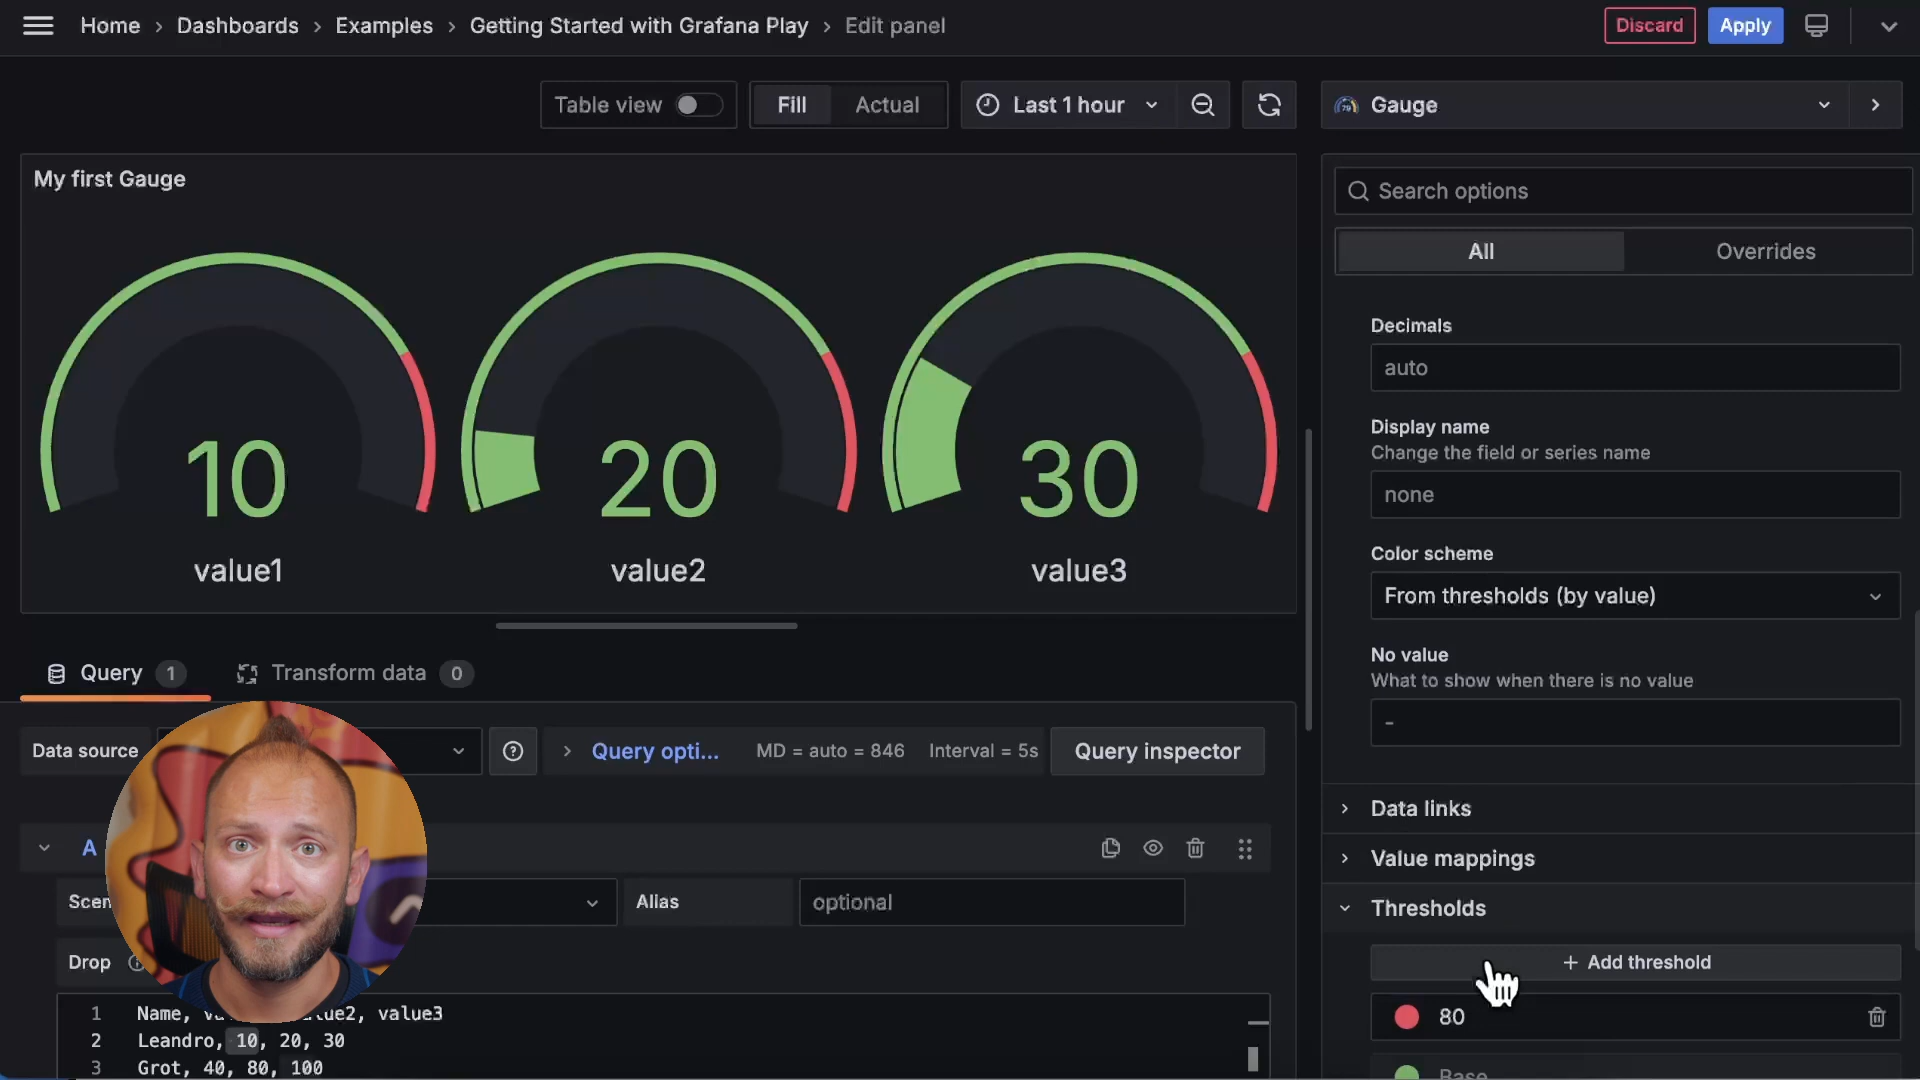 Home > Dashboards > Examples > Getting Started with Grafana Play > Edit panel
Discard
Apply
Table view
Fill
Actual
Last 1 hour
Gauge
My first Gauge
10
value1
20
value2
30
value3
Search options
All
Overrides
Decimals
auto
Display name
Change the field or series name
none
Color scheme
From thresholds (by value)
No value
What to show when there is no value
-
Data links
Value mappings
Thresholds
+ Add threshold
80
Base
Query 1
Transform data 0
Data source
Query opti...
MD = auto = 846
Interval = 5s
Query inspector
A
Alias
optional
Drop
1 Name, value3
2 Leandro, 10, 20, 30
3 Grot, 40, 80, 100